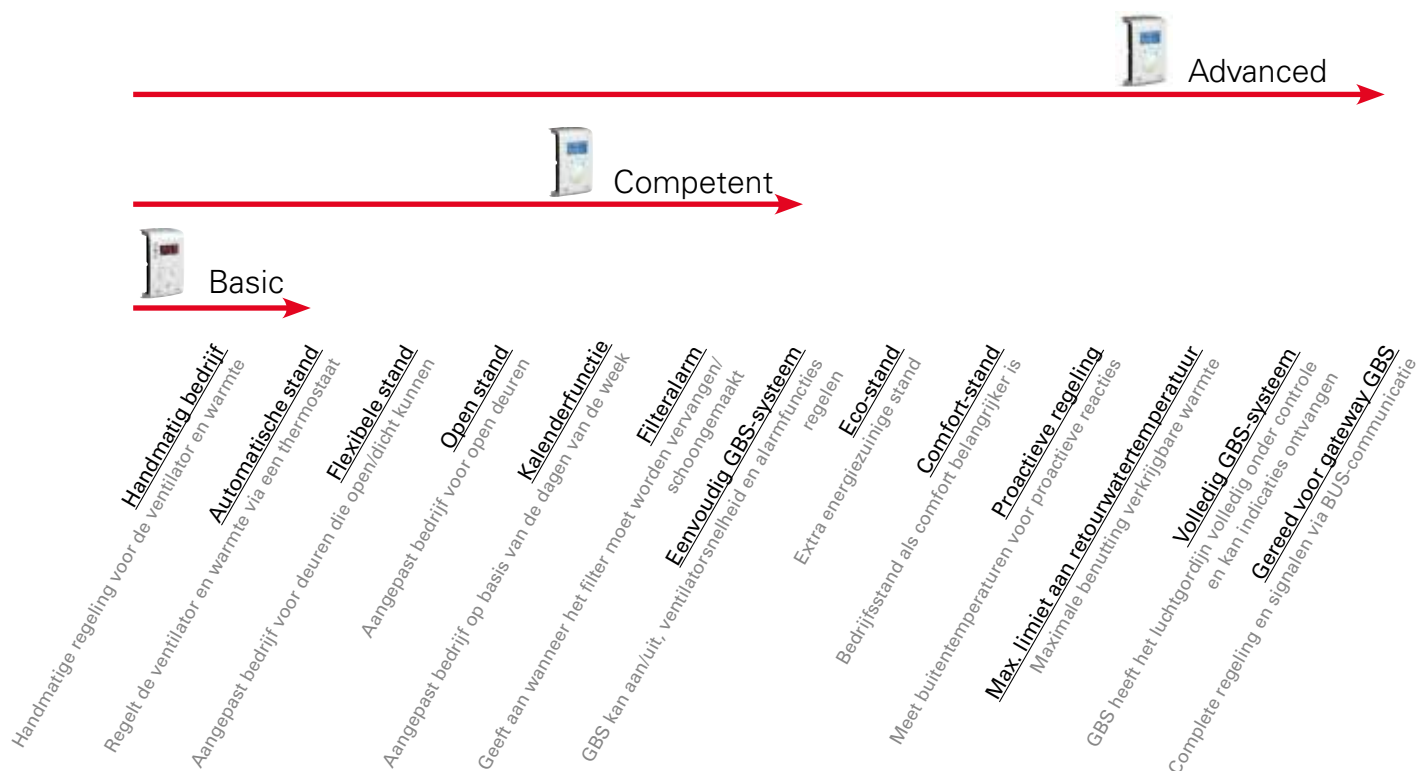 Advanced
Competent
Basic
Handmatig bedrijf
Handmatige regeling voor de ventilator en warmte
Automatische stand
Regelt de ventilator en warmte via een thermostaat
Flexibele stand
Aangepast bedrijf voor deuren die open/dicht kunnen
Open stand
Aangepast bedrijf voor open deuren
Kalenderfunctie
Aangepast bedrijf op basis van de dagen van de week
Filteralarm
Geeft aan wanneer het filter moet worden vervangen/
schoongemaakt
Eenvoudig GBS-systeem
GBS kan aan/uit, ventilatorsnelheid en alarmfuncties
regelen
Eco-stand
Extra energiezuinige stand
Comfort-stand
Bedrijfsstand als comfort belangrijker is
Proactieve regeling
Meet buitentemperaturen voor proactieve reacties
Max. limiet aan retourwatertemperatuur
Maximale benutting verkrijgbare warmte
Volledig GBS-systeem
GBS heeft het luchtgordijn volledig onder controle
en kan indicaties ontvangen
Gereed voor gateway GBS
Complete regeling en signalen via BUS-communicatie